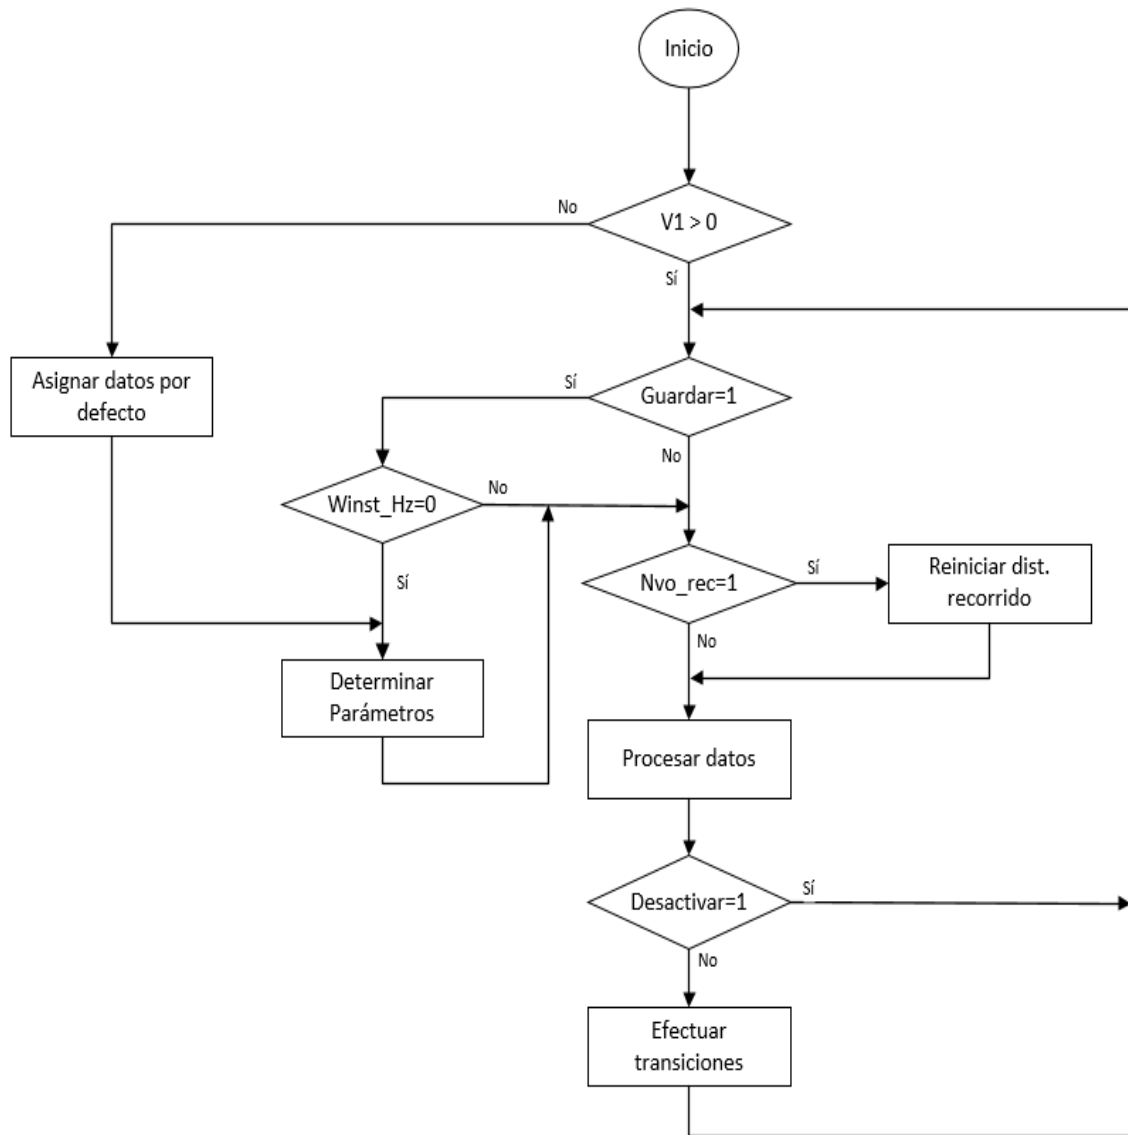 Inicio
No
V1 > 0
Sí
Asignar datos por
defecto
Sí
Guardar=1
No
Winst_Hz=0
No
Sí
Nvo_rec=1
Sí
Reiniciar dist.
recorrido
No
Determinar
Parámetros
Procesar datos
Desactivar=1
Sí
No
Efectuar
transiciones